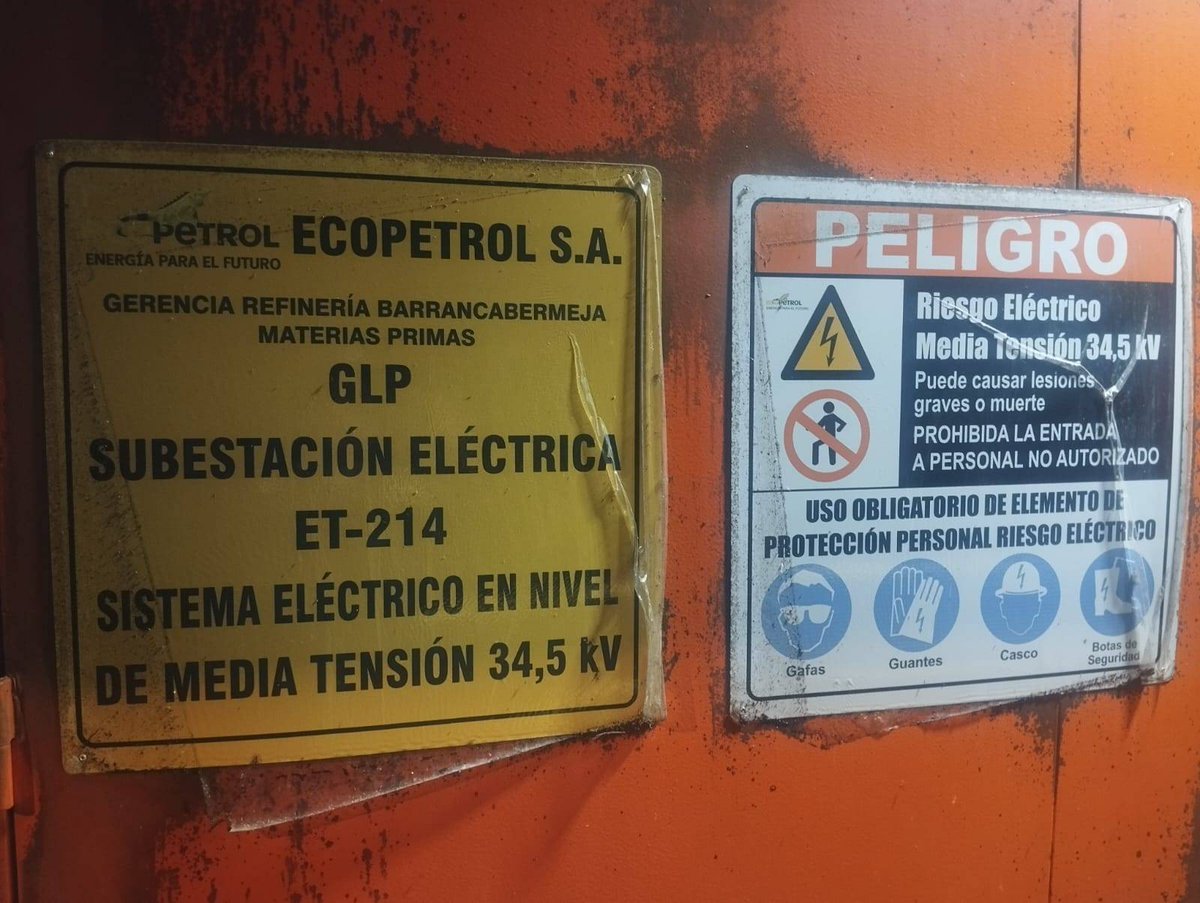 PETROL ECOPETROL S.A.
ENERGÍA PARA EL FUTURO
GERENCIA REFINERÍA BARRANCABERMEJA
MATERIAS PRIMAS
GLP
SUBESTACIÓN ELÉCTRICA
ET-214
SISTEMA ELÉCTRICO EN NIVEL
DE MEDIA TENSIÓN 34,5 kV
PELIGRO
ecoPETROL
Riesgo Eléctrico
Media Tensión 34,5 kV
Puede causar lesiones
graves o muerte
PROHIBIDA LA ENTRADA
A PERSONAL NO AUTORIZADO
USO OBLIGATORIO DE ELEMENTO DE
PROTECCIÓN PERSONAL RIESGO ELÉCTRICO
Gafas
Guantes
Casco
Botas de
Seguridad